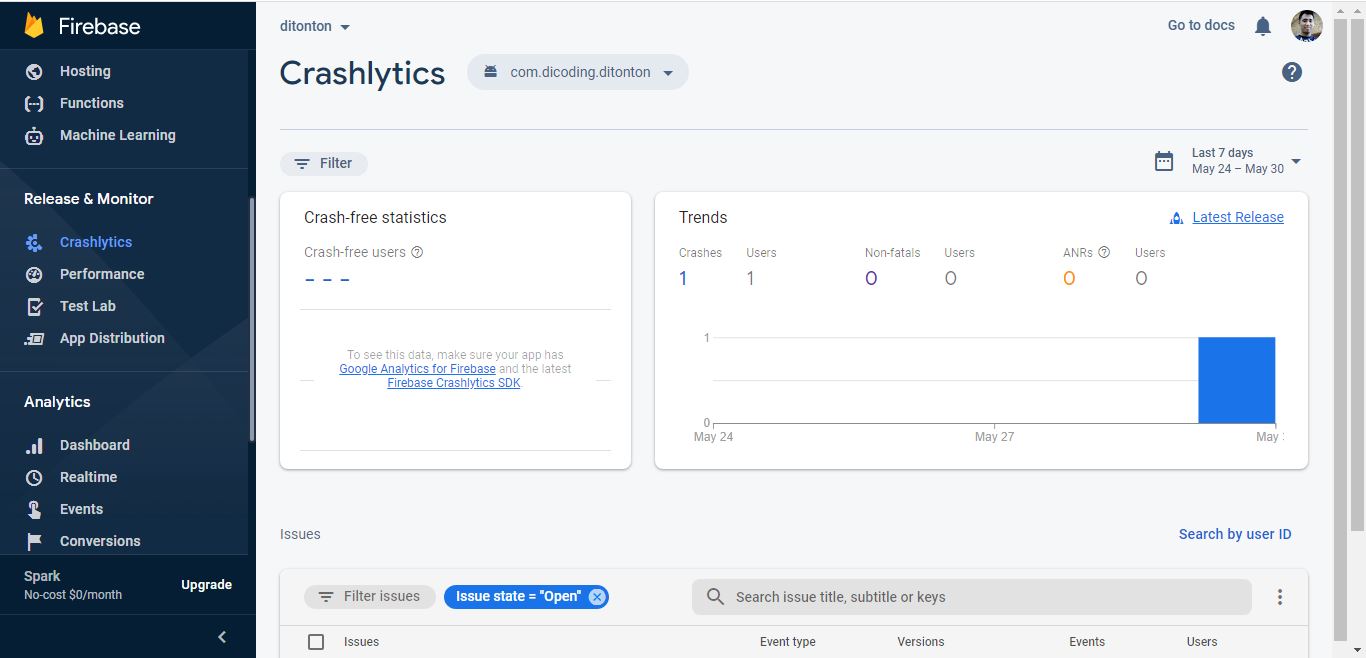 Firebase
Hosting
Functions
Machine Learning
Release & Monitor
Crashlytics
Performance
Test Lab
App Distribution
Analytics
Dashboard
Realtime
Events
Conversions
Spark
No-cost $0/month
Upgrade
ditonton
Go to docs
Crashlytics
com.dicoding.ditonton
Filter
Last 7 days
May 24 – May 30
Crash-free statistics
Crash-free users
– – –
To see this data, make sure your app has
Google Analytics for Firebase and the latest
Firebase Crashlytics SDK.
Trends
Latest Release
Crashes Users Non-fatals Users ANRs Users
1 1 0 0 0 0
1
0
May 24 May 27 May
Issues
Search by user ID
Filter issues
Issue state = "Open"
Search issue title, subtitle or keys
Issues Event type Versions Events Users